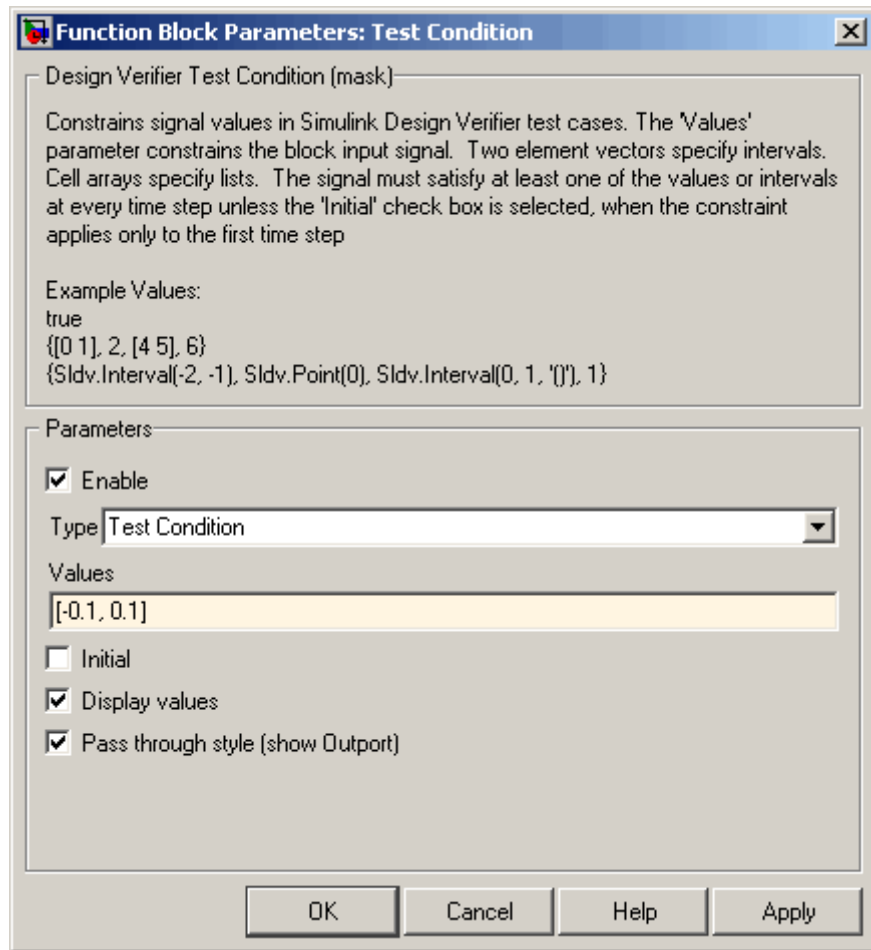 Function Block Parameters: Test Condition
Design Verifier Test Condition (mask)
Constrains signal values in Simulink Design Verifier test cases. The 'Values'
parameter constrains the block input signal.  Two element vectors specify intervals.
Cell arrays specify lists.  The signal must satisfy at least one of the values or intervals
at every time step unless the 'Initial' check box is selected, when the constraint
applies only to the first time step
Example Values:
true
{[0 1], 2, [4 5], 6}
{Sldv.Interval(-2, -1), Sldv.Point(0), Sldv.Interval(0, 1, '()'), 1}
Parameters
Enable
Type Test Condition
Values
[-0.1, 0.1]
Initial
Display values
Pass through style (show Outport)
OK Cancel Help Apply